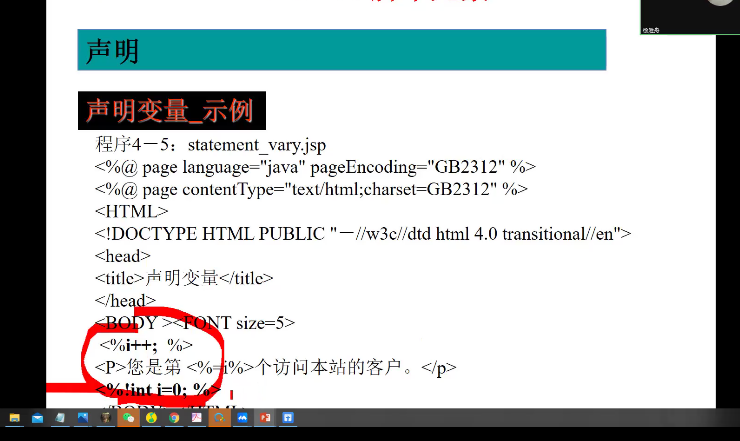 声明
声明变量_示例
程序4－5：statement_vary.jsp
<%@ page language="java" pageEncoding="GB2312" %>
<%@ page contentType="text/html;charset=GB2312" %>
<HTML>
<!DOCTYPE HTML PUBLIC "－//w3c//dtd html 4.0 transitional//en">
<head>
<title>声明变量</title>
</head>
<BODY ><FONT size=5>
<%i++; %>
<P>您是第 <%=i%>个访问本站的客户。</p>
<%!int i=0; %>